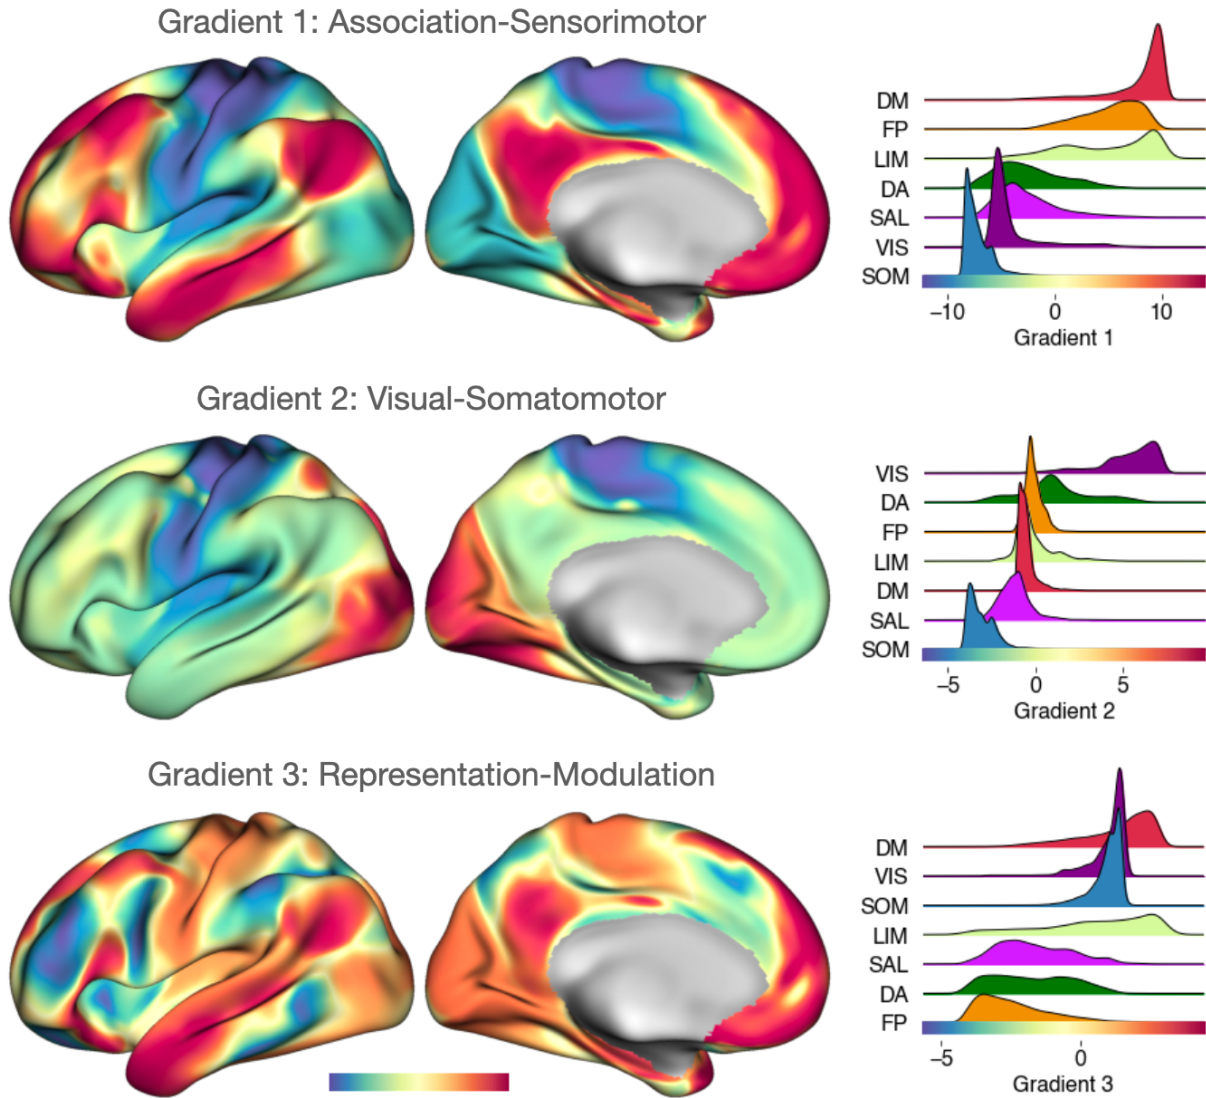 Gradient 1: Association-Sensorimotor
DM
FP
LIM
DA
SAL
VIS
SOM
−10 0 10
Gradient 1
Gradient 2: Visual-Somatomotor
VIS
DA
FP
LIM
DM
SAL
SOM
−5 0 5
Gradient 2
Gradient 3: Representation-Modulation
DM
VIS
SOM
LIM
SAL
DA
FP
−5 0
Gradient 3